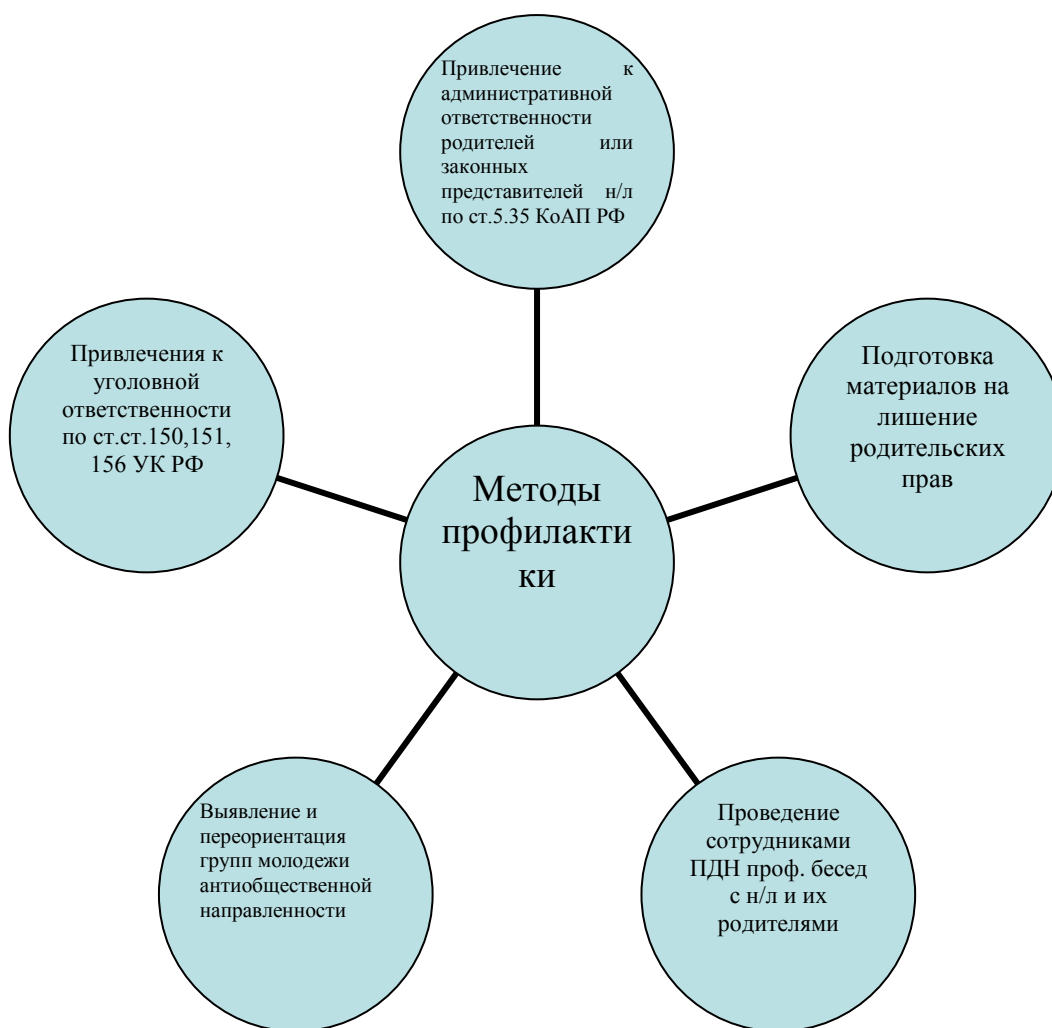 Привлечение к
административной
ответственности
родителей или
законных
представителей н/л
по ст.5.35 КоАП РФ
Привлечения к
уголовной
ответственности
по ст.ст.150,151,
156 УК РФ
Подготовка
материалов на
лишение
родительских
прав
Методы
профилакти
ки
Выявление и
переориентация
групп молодежи
антиобщественной
направленности
Проведение
сотрудниками
ПДН проф. бесед
с н/л и их
родителями